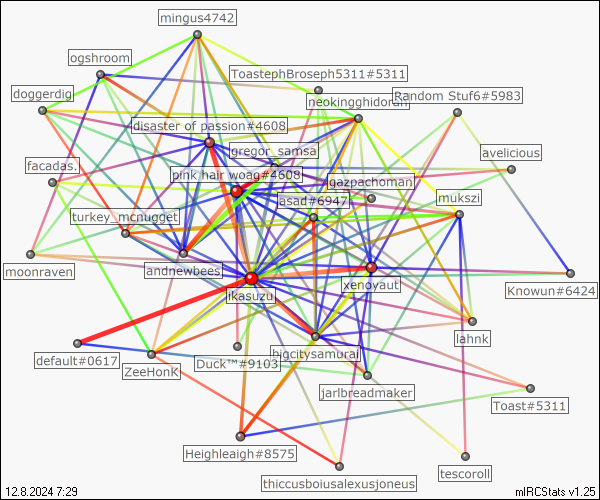 mingus4742
ogshroom
ToastephBroseph5311#5311
doggerdig
neokingghidorah
Random Stuf6#5983
disaster of passion#4608
gregor_samsa
avelicious
facadas.
pink hair woag#4608
gazpachoman
asad#6947
mukszi
turkey_mcnugget
moonraven
andnewbees
xenoyaut
Knowun#6424
ikasuzu
lahnk
default#0617
ZeeHonK
Duck™#9103
bigcitysamurai
jarlbreadmaker
Toast#5311
Heighleaigh#8575
tescoroll
thiccusboiusalexusjoneus
12.8.2024 7:29
mIRCStats v1.25